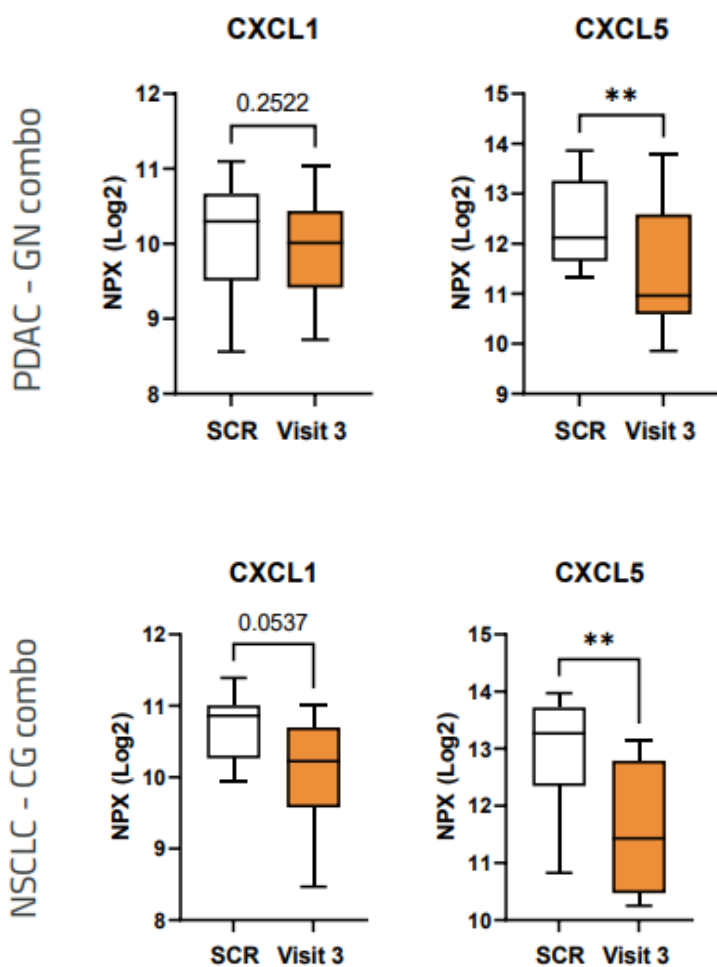 CXCL1
CXCL5
PDAC - GN combo
NPX (Log2)
12
11
10
9
8
0.2522
SCR Visit 3
NPX (Log2)
15
14
13
12
11
10
9
**
SCR Visit 3
CXCL1
CXCL5
NSCLC - CG combo
NPX (Log2)
12
11
10
9
8
0.0537
SCR Visit 3
NPX (Log2)
15
14
13
12
11
10
**
SCR Visit 3